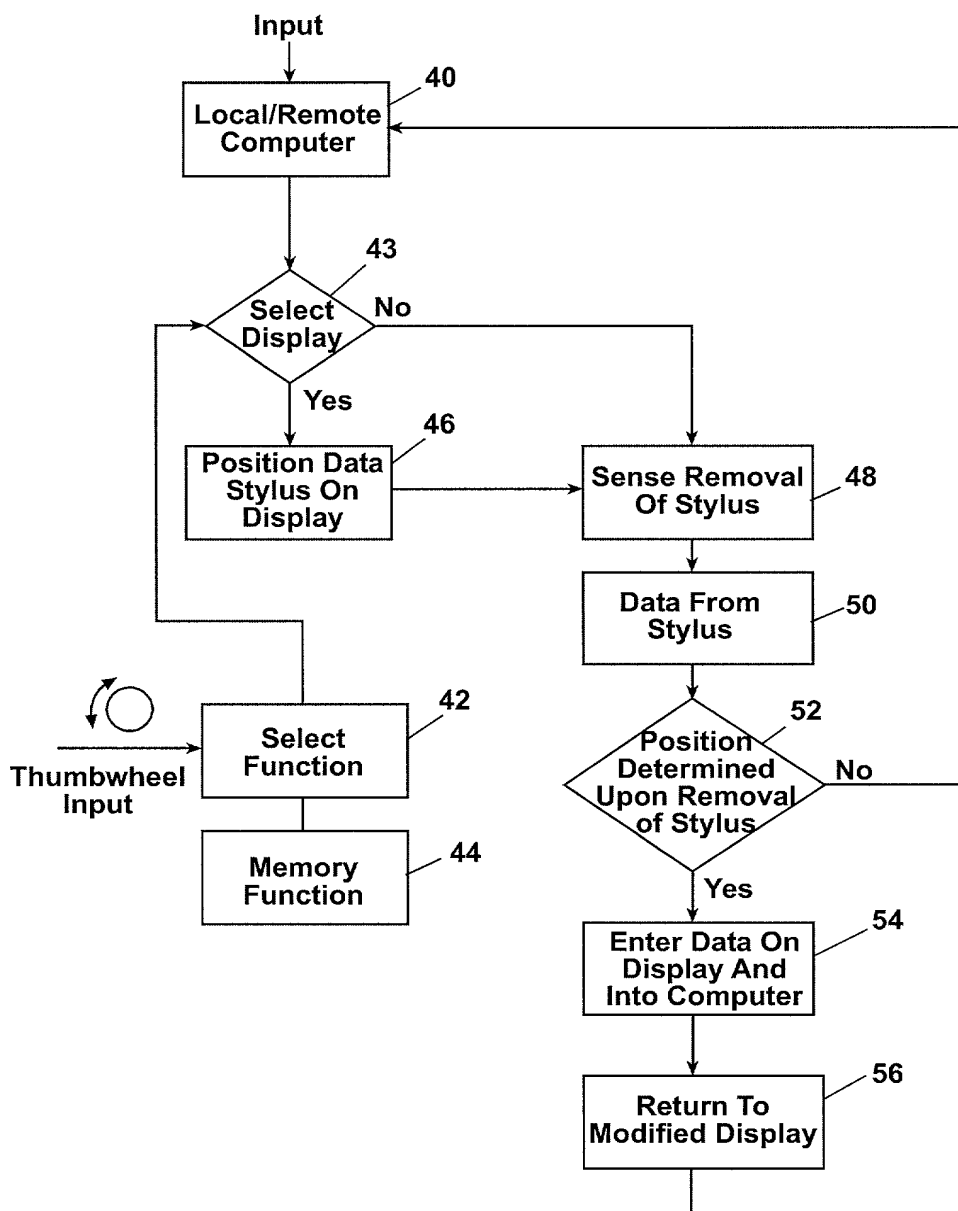 Input
40
Local/Remote
Computer
43
Select
Display
No
Yes
46
Position Data
Stylus On
Display
Sense Removal
Of Stylus
48
Data From
Stylus
50
42
Select
Function
Thumbwheel
Input
Memory
Function
44
52
Position
Determined
Upon Removal
of Stylus
No
Yes
54
Enter Data On
Display And
Into Computer
56
Return To
Modified Display